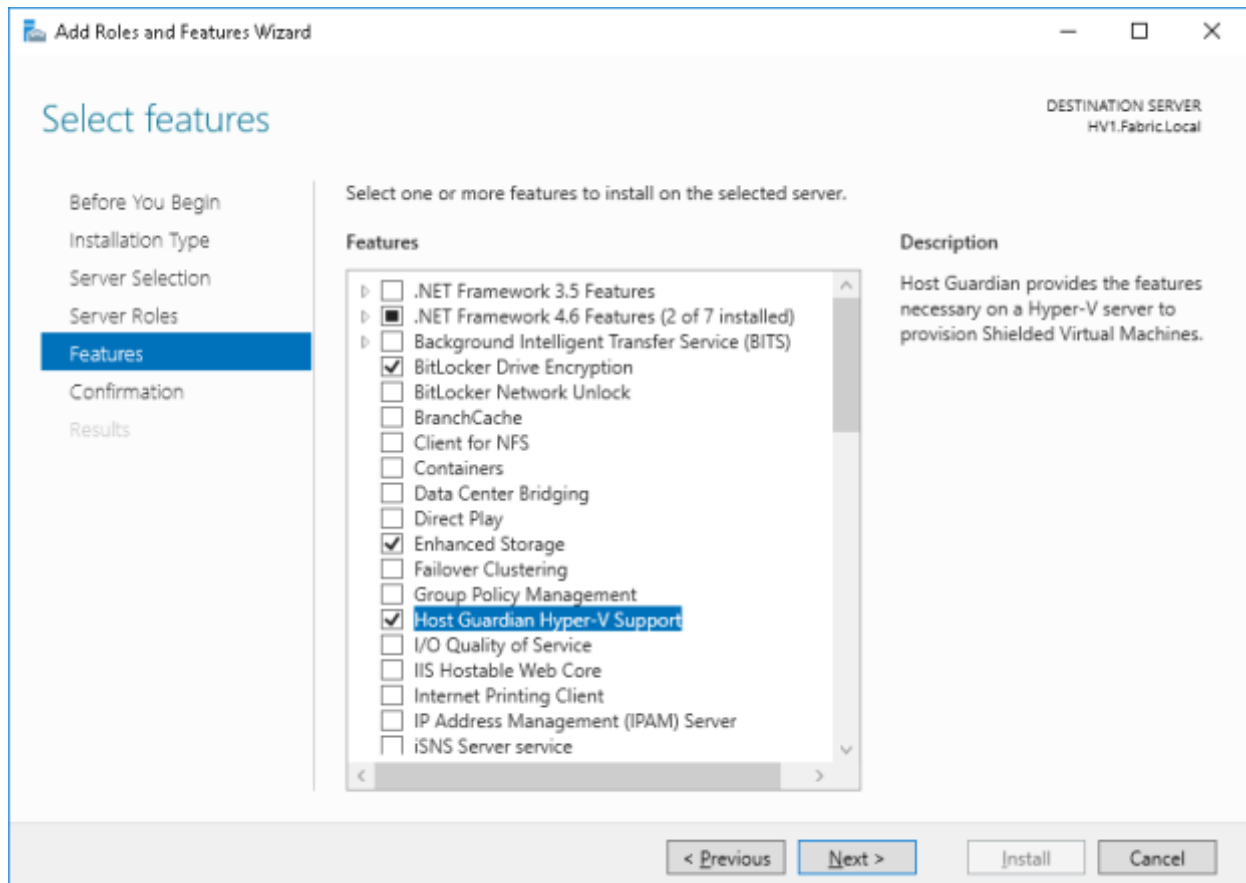 Add Roles and Features Wizard
Select features
DESTINATION SERVER
HV1.Fabric.Local
Before You Begin
Installation Type
Server Selection
Server Roles
Features
Confirmation
Results
Select one or more features to install on the selected server.
Features
.NET Framework 3.5 Features
.NET Framework 4.6 Features (2 of 7 installed)
Background Intelligent Transfer Service (BITS)
BitLocker Drive Encryption
BitLocker Network Unlock
BranchCache
Client for NFS
Containers
Data Center Bridging
Direct Play
Enhanced Storage
Failover Clustering
Group Policy Management
Host Guardian Hyper-V Support
I/O Quality of Service
IIS Hostable Web Core
Internet Printing Client
IP Address Management (IPAM) Server
iSNS Server service
Description
Host Guardian provides the features
necessary on a Hyper-V server to
provision Shielded Virtual Machines.
< Previous
Next >
Install
Cancel